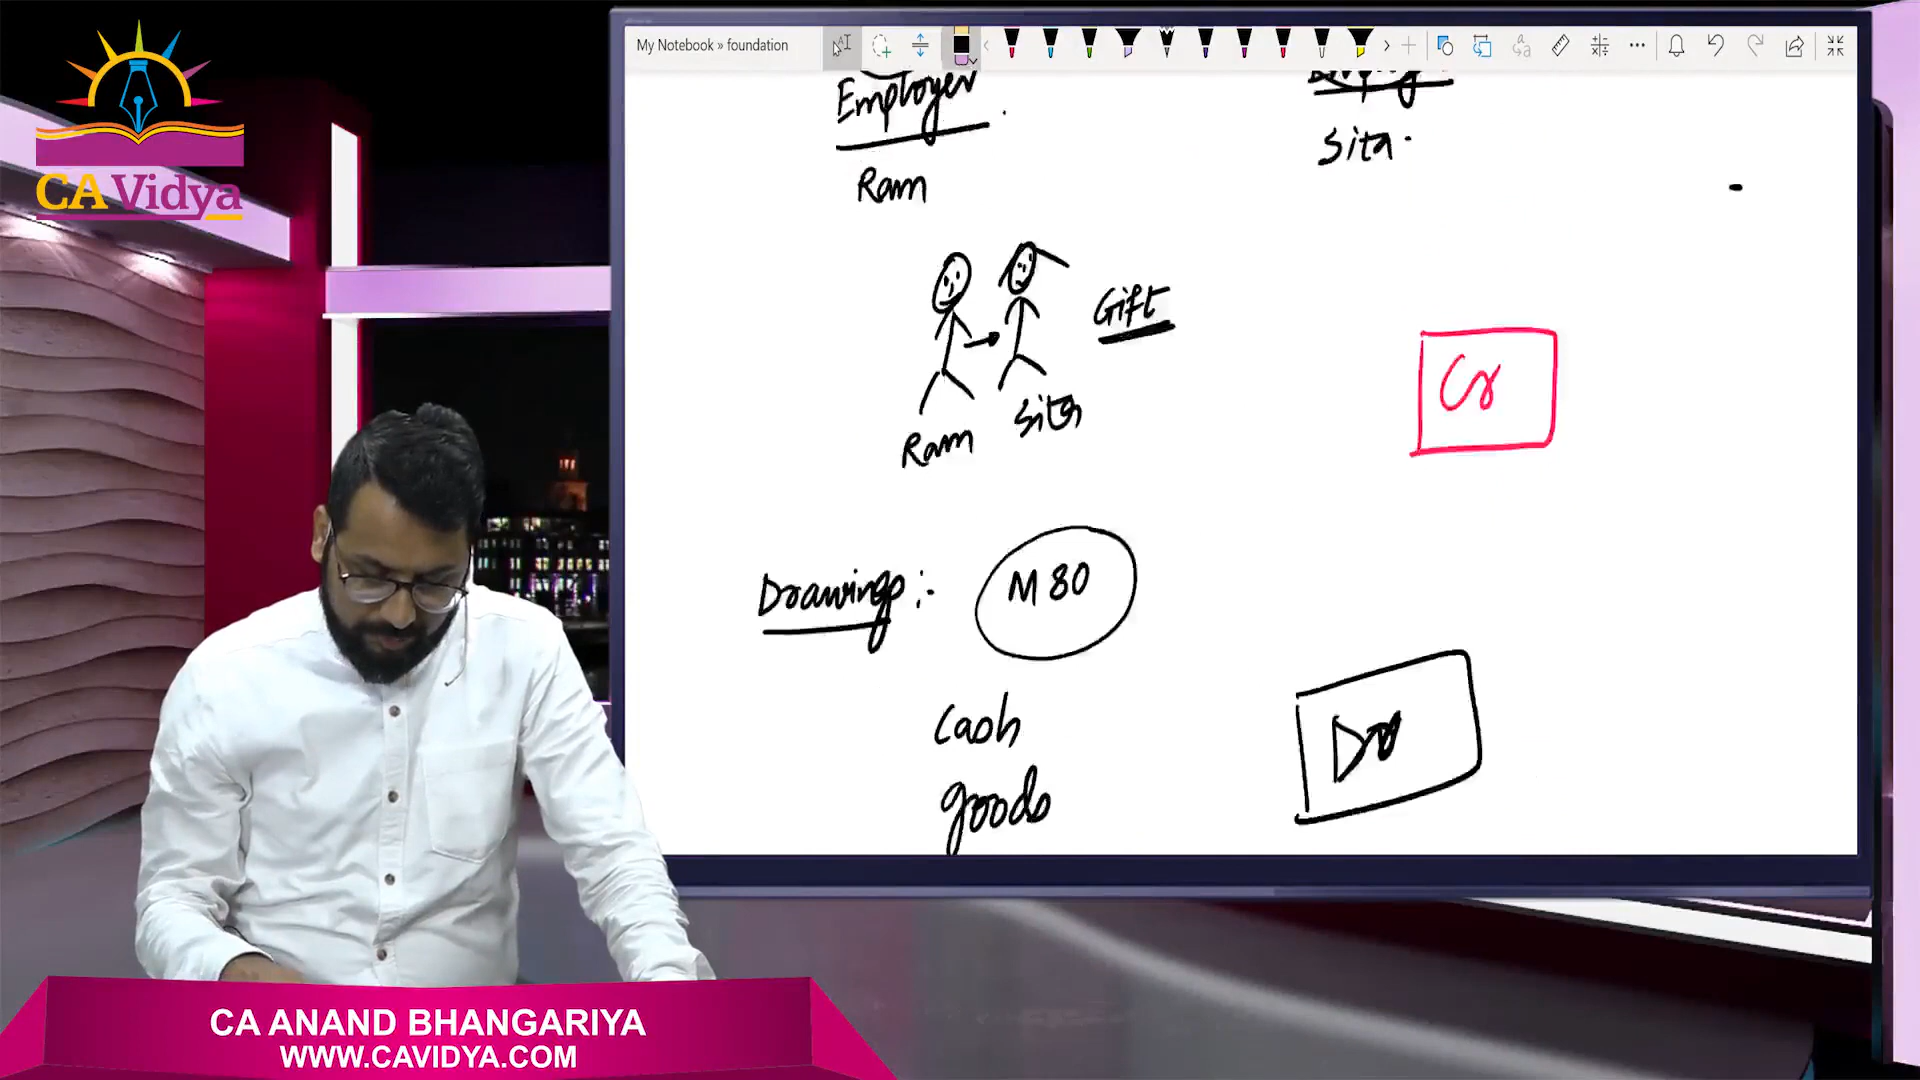 CA Vidya
My Notebook » foundation
Employer
Ram
Sita
Gift
Ram
Sita
Cr
Drawings :-
M 80
Cash
goods
Dr
CA ANAND BHANGARIYA
WWW.CAVIDYA.COM